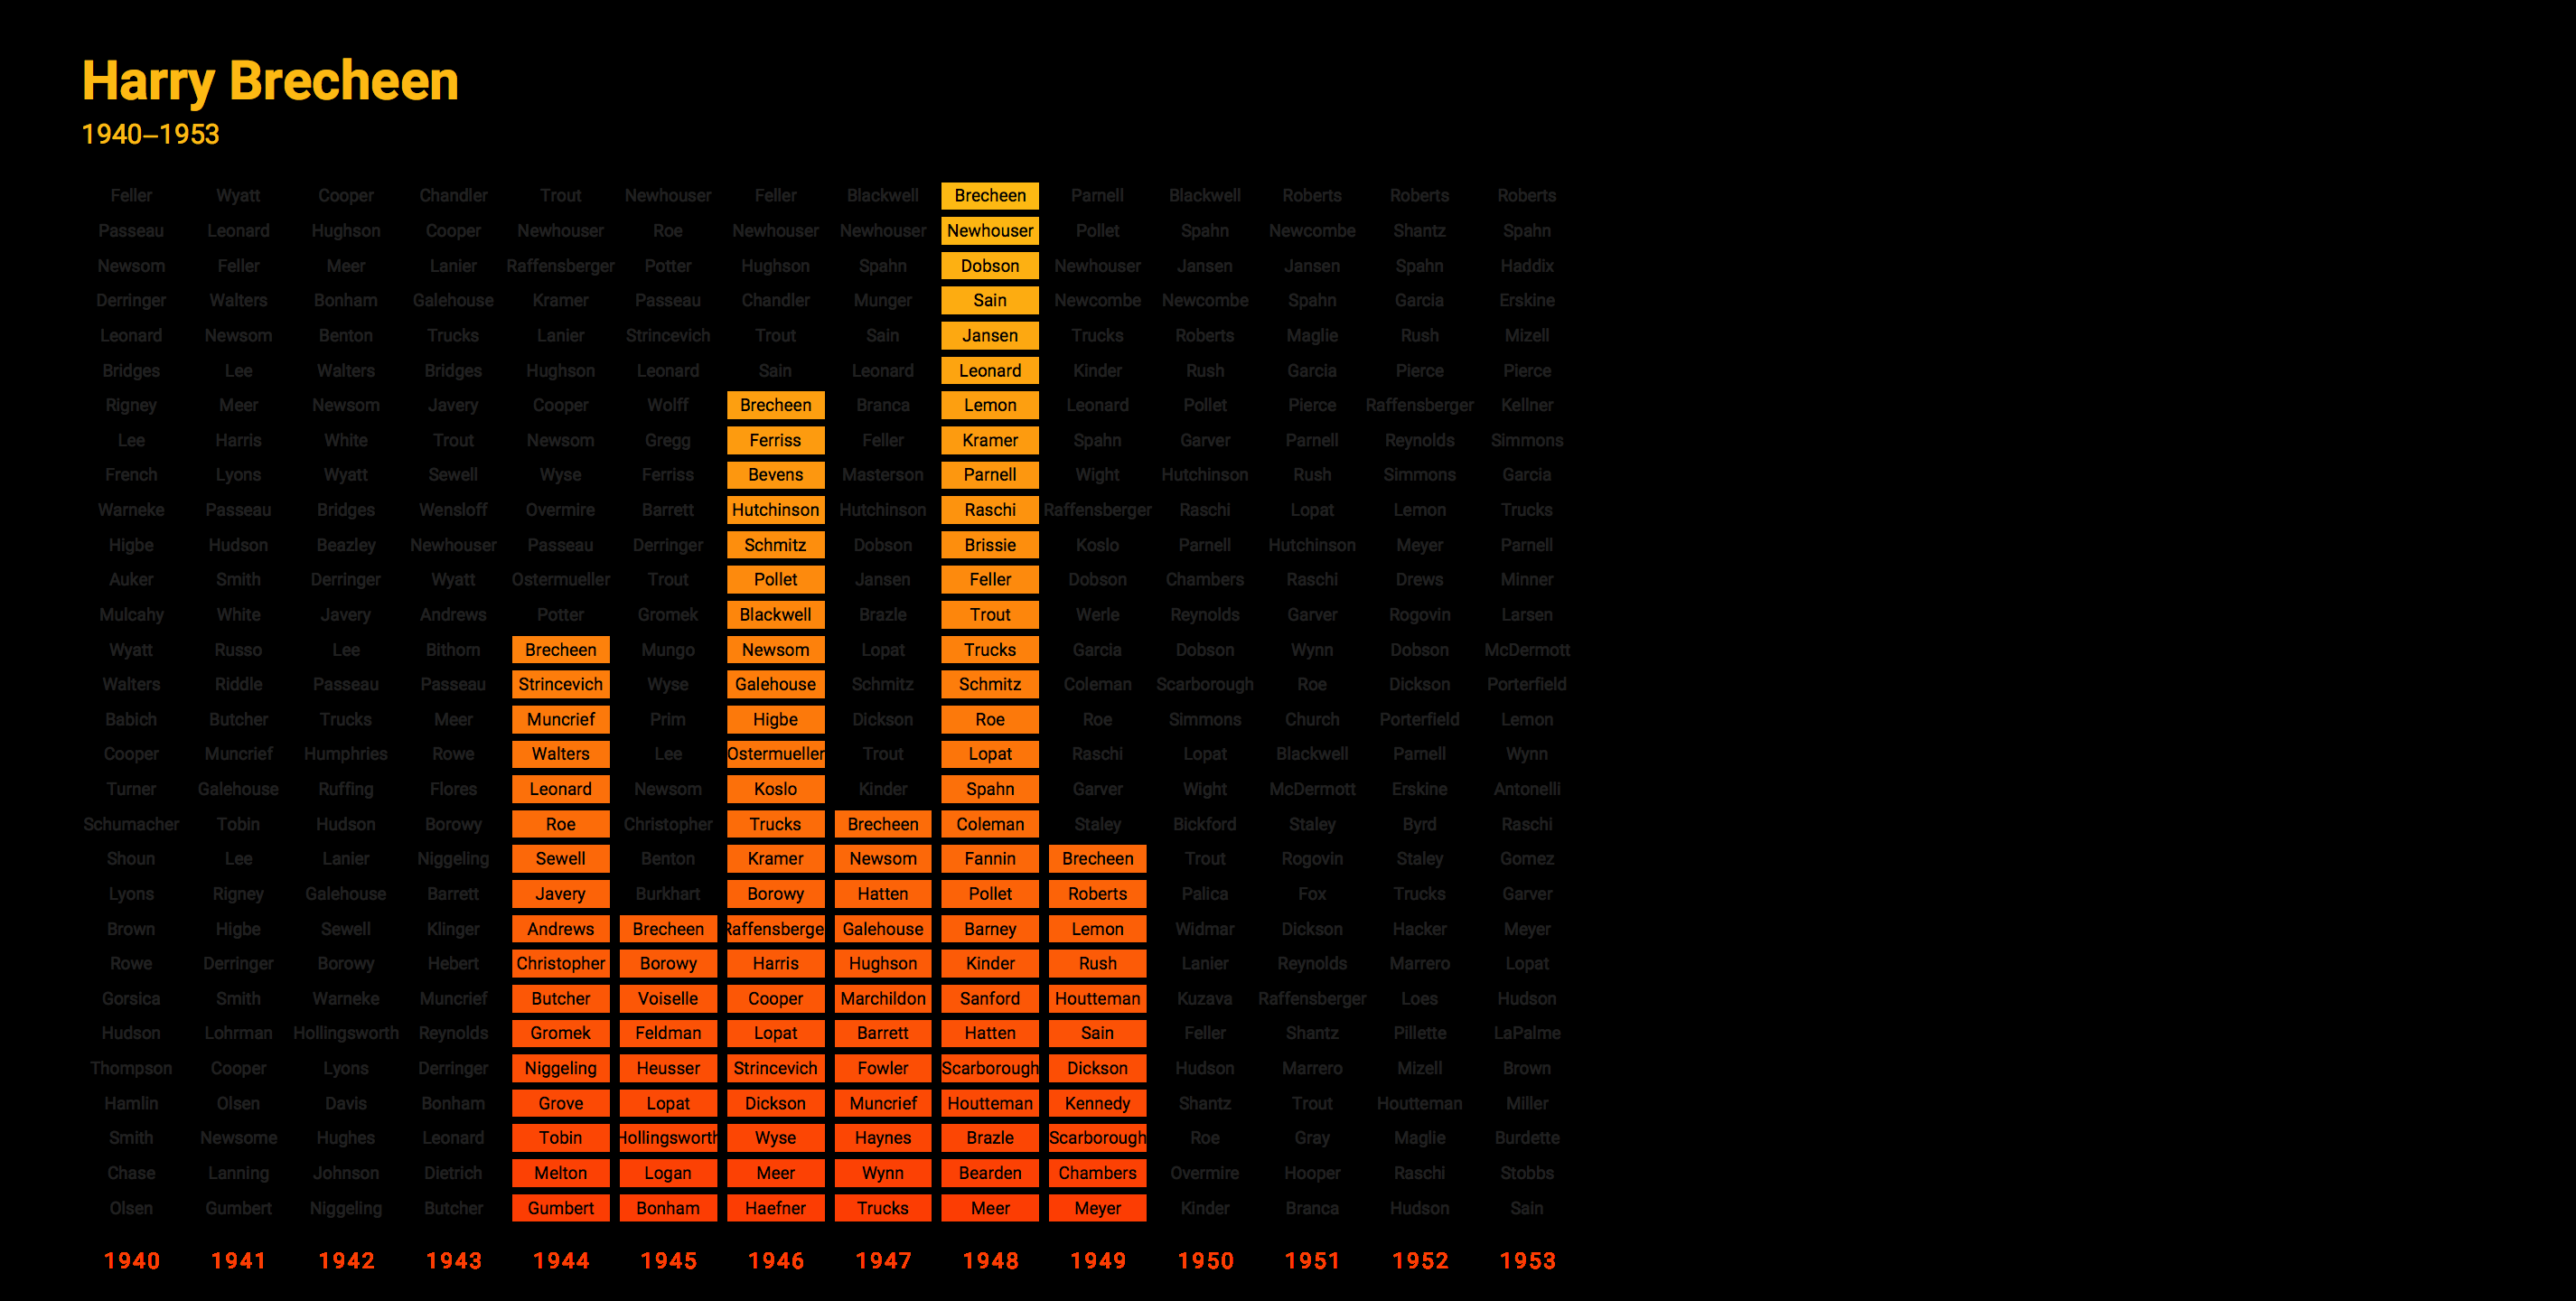 Harry Brecheen
1940–1953
Feller Wyatt Cooper Chandler Trout Newhouser Feller Blackwell Brecheen Parnell Blackwell Roberts Roberts Roberts
Passeau Leonard Hughson Cooper Newhouser Roe Newhouser Newhouser Newhouser Pollet Spahn Newcombe Shantz Spahn
Newsom Feller Meer Lanier Raffensberger Potter Hughson Spahn Dobson Newhouser Jansen Jansen Spahn Haddix
Derringer Walters Bonham Galehouse Kramer Passeau Chandler Munger Sain Newcombe Newcombe Spahn Garcia Erskine
Leonard Newsom Benton Trucks Lanier Strincevich Trout Sain Jansen Trucks Roberts Maglie Rush Mizell
Bridges Lee Walters Bridges Hughson Leonard Sain Leonard Leonard Kinder Rush Garcia Pierce Pierce
Rigney Meer Newsom Javery Cooper Wolff Brecheen Branca Lemon Leonard Pollet Pierce Raffensberger Kellner
Lee Harris White Trout Newsom Gregg Ferriss Feller Kramer Spahn Garver Parnell Reynolds Simmons
French Lyons Wyatt Sewell Wyse Ferriss Bevens Masterson Parnell Wight Hutchinson Rush Simmons Garcia
Warneke Passeau Bridges Wensloff Overmire Barrett Hutchinson Hutchinson Raschi Raffensberger Raschi Lopat Lemon Trucks
Higbe Hudson Beazley Newhouser Passeau Derringer Schmitz Dobson Brissie Koslo Parnell Hutchinson Meyer Parnell
Auker Smith Derringer Wyatt Ostermueller Trout Pollet Jansen Feller Dobson Chambers Raschi Drews Minner
Mulcahy White Javery Andrews Potter Gromek Blackwell Brazle Trout Werle Reynolds Garver Rogovin Larsen
Wyatt Russo Lee Bithorn Brecheen Mungo Newsom Lopat Trucks Garcia Dobson Wynn Dobson McDermott
Walters Riddle Passeau Passeau Strincevich Wyse Galehouse Schmitz Schmitz Coleman Scarborough Roe Dickson Porterfield
Babich Butcher Trucks Meer Muncrief Prim Higbe Dickson Roe Roe Simmons Church Porterfield Lemon
Cooper Muncrief Humphries Rowe Walters Lee Ostermueller Trout Lopat Raschi Lopat Blackwell Parnell Wynn
Turner Galehouse Ruffing Flores Leonard Newsom Koslo Kinder Spahn Garver Wight McDermott Erskine Antonelli
Schumacher Tobin Hudson Borowy Roe Christopher Trucks Brecheen Coleman Staley Bickford Staley Byrd Raschi
Shoun Lee Lanier Niggeling Sewell Benton Kramer Newsom Fannin Brecheen Trout Rogovin Staley Gomez
Lyons Rigney Galehouse Barrett Javery Burkhart Borowy Hatten Pollet Roberts Palica Fox Trucks Garver
Brown Higbe Sewell Klinger Andrews Brecheen Raffensberge Galehouse Barney Lemon Widmar Dickson Hacker Meyer
Rowe Derringer Borowy Hebert Christopher Borowy Harris Hughson Kinder Rush Lanier Reynolds Marrero Lopat
Gorsica Smith Warneke Muncrief Butcher Voiselle Cooper Marchildon Sanford Houtteman Kuzava Raffensberger Loes Hudson
Hudson Lohrman Hollingsworth Reynolds Gromek Feldman Lopat Barrett Hatten Sain Feller Shantz Pillette LaPalme
Thompson Cooper Lyons Derringer Niggeling Heusser Strincevich Fowler Scarborough Dickson Hudson Marrero Mizell Brown
Hamlin Olsen Davis Bonham Grove Lopat Dickson Muncrief Houtteman Kennedy Shantz Trout Houtteman Miller
Smith Newsome Hughes Leonard Tobin Hollingsworth Wyse Haynes Brazle Scarborough Roe Gray Maglie Burdette
Chase Lanning Johnson Dietrich Melton Logan Meer Wynn Bearden Chambers Overmire Hooper Raschi Stobbs
Olsen Gumbert Niggeling Butcher Gumbert Bonham Haefner Trucks Meer Meyer Kinder Branca Hudson Sain
1940 1941 1942 1943 1944 1945 1946 1947 1948 1949 1950 1951 1952 1953